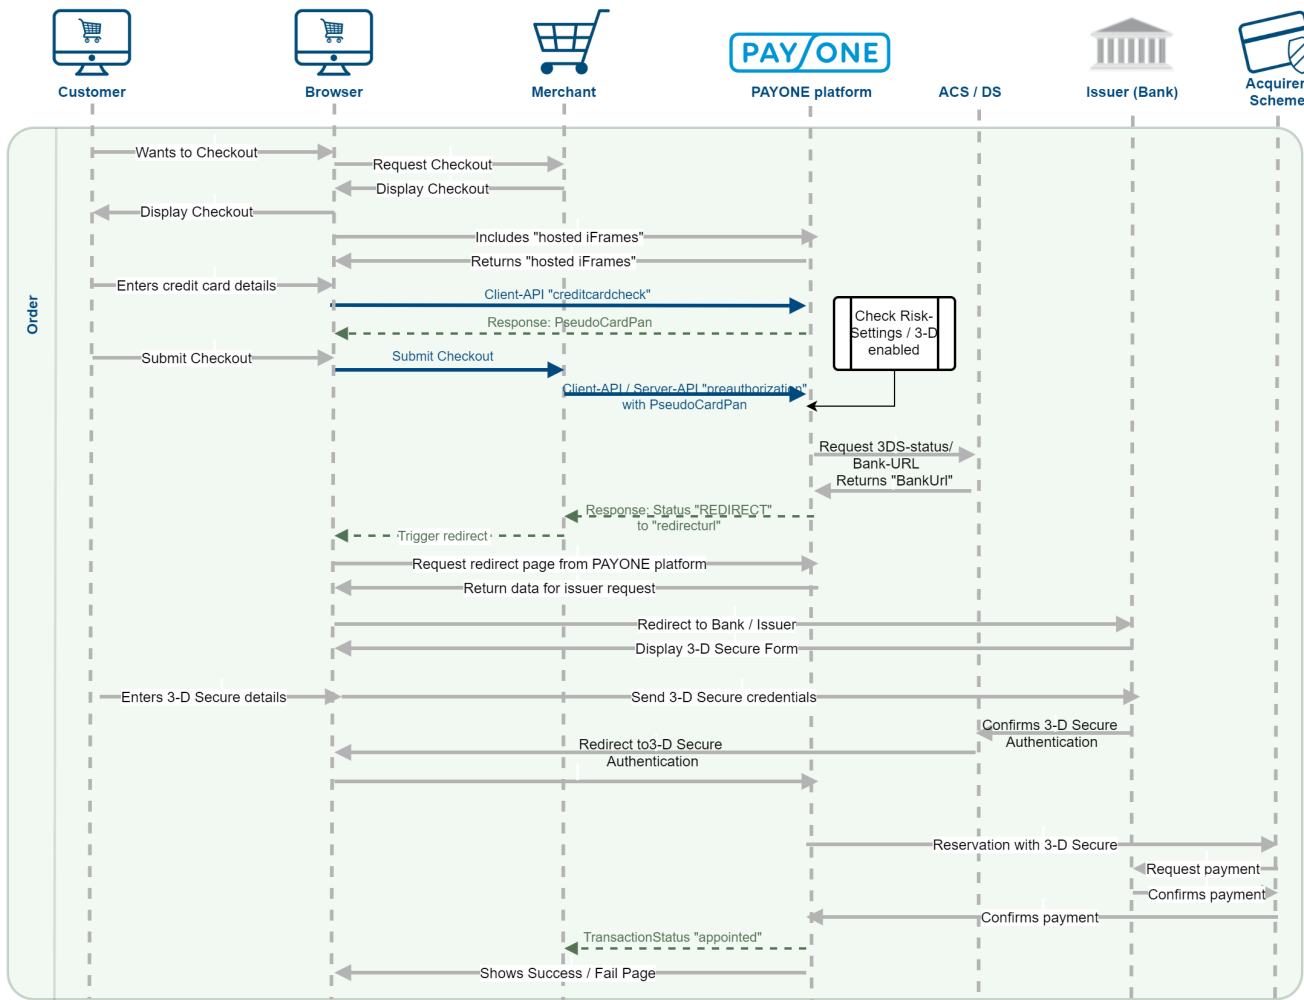 PAY/ONE
Customer
Browser
Merchant
PAYONE platform
ACS / DS
Issuer (Bank)
Acquirer
Scheme
Order
Wants to Checkout
Request Checkout
Display Checkout
Display Checkout
Includes "hosted iFrames"
Returns "hosted iFrames"
Enters credit card details
Client-API "creditcardcheck"
Response: PseudoCardPan
Check Risk-
Settings / 3-D
enabled
Submit Checkout
Submit Checkout
Client-API / Server-API "preauthorization"
with PseudoCardPan
Request 3DS-status/
Bank-URL
Returns "BankUrl"
Response: Status "REDIRECT"
to "redirecturl"
Trigger redirect
Request redirect page from PAYONE platform
Return data for issuer request
Redirect to Bank / Issuer
Display 3-D Secure Form
Enters 3-D Secure details
Send 3-D Secure credentials
Confirms 3-D Secure
Authentication
Redirect to3-D Secure
Authentication
Reservation with 3-D Secure
Request payment
Confirms payment
Confirms payment
TransactionStatus "appointed"
Shows Success / Fail Page